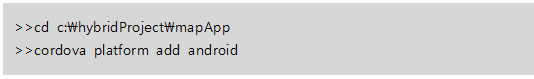 >>cd c:₩hybridProject₩mapApp
>>cordova platform add android